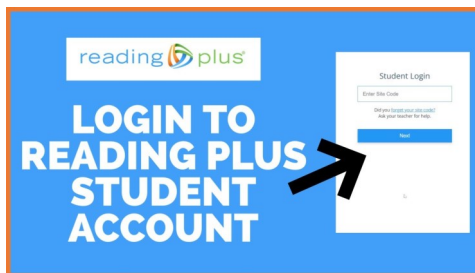 reading plus
LOGIN TO
READING PLUS
STUDENT
ACCOUNT
Student Login
Enter Site Code
Did you forget your site code?
Ask your teacher for help.
Next